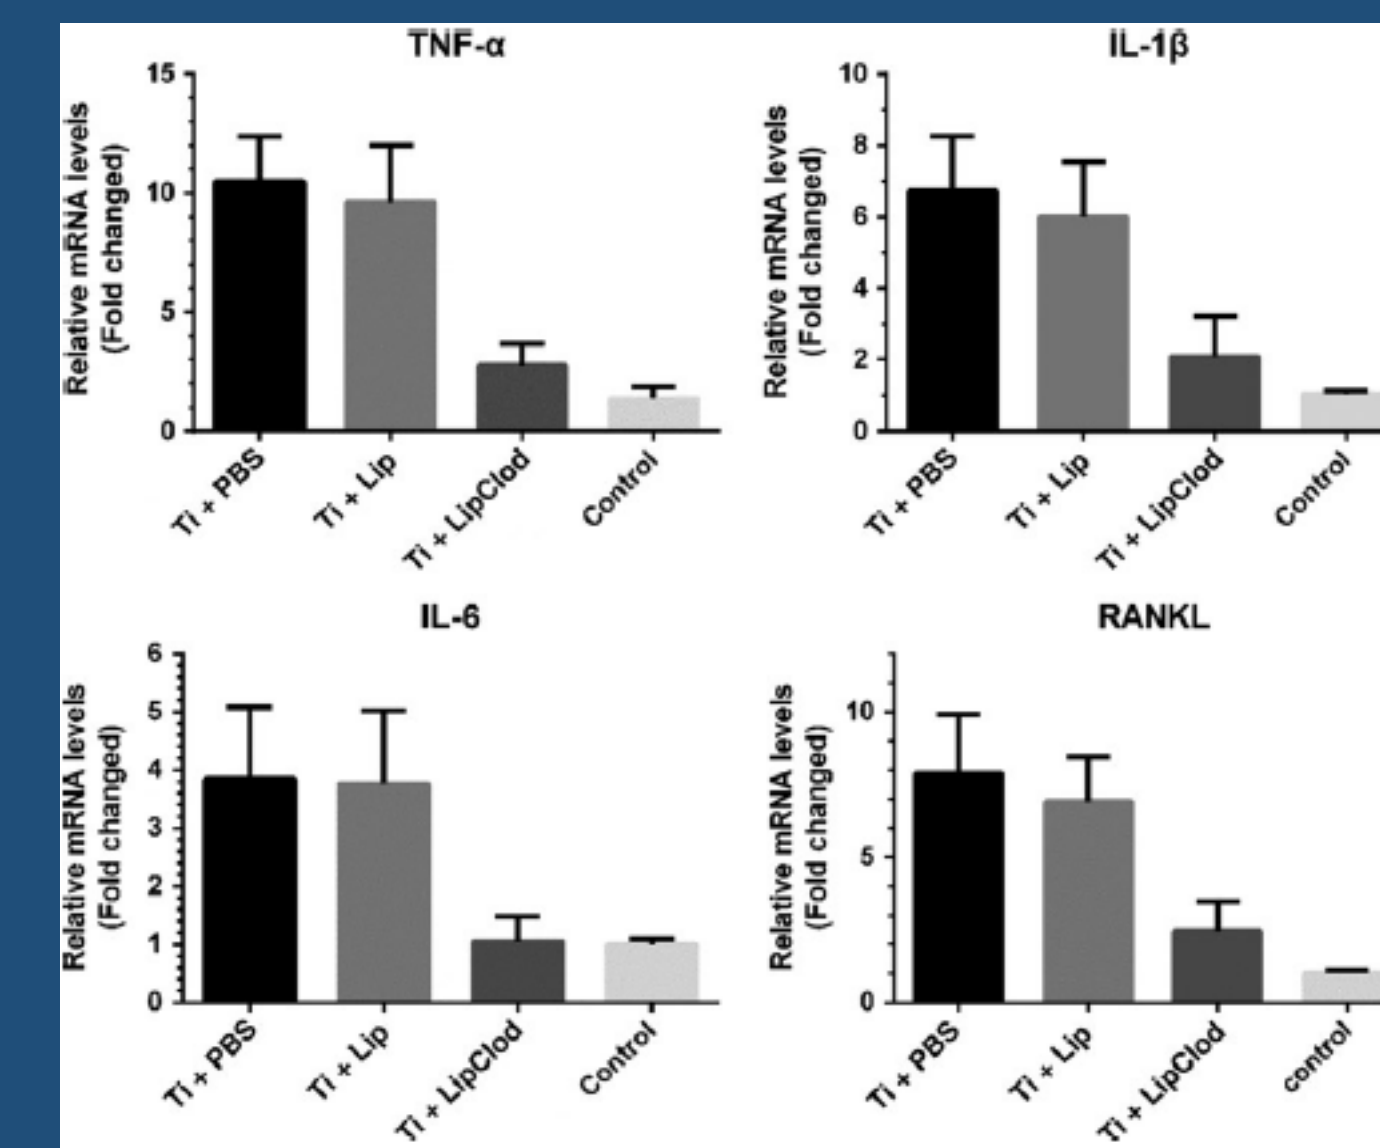 TNF-α
Relative mRNA levels
(Fold changed)
15
10
5
0
Ti + PBS
Ti + Lip
Ti + LipClod
Control
IL-1β
Relative mRNA levels
(Fold changed)
10
8
6
4
2
0
Ti + PBS
Ti + Lip
Ti + LipClod
Control
IL-6
Relative mRNA levels
(Fold changed)
6
5
4
3
2
1
0
Ti + PBS
Ti + Lip
Ti + LipClod
Control
RANKL
Relative mRNA levels
(Fold changed)
10
5
0
Ti + PBS
Ti + Lip
Ti + LipClod
control